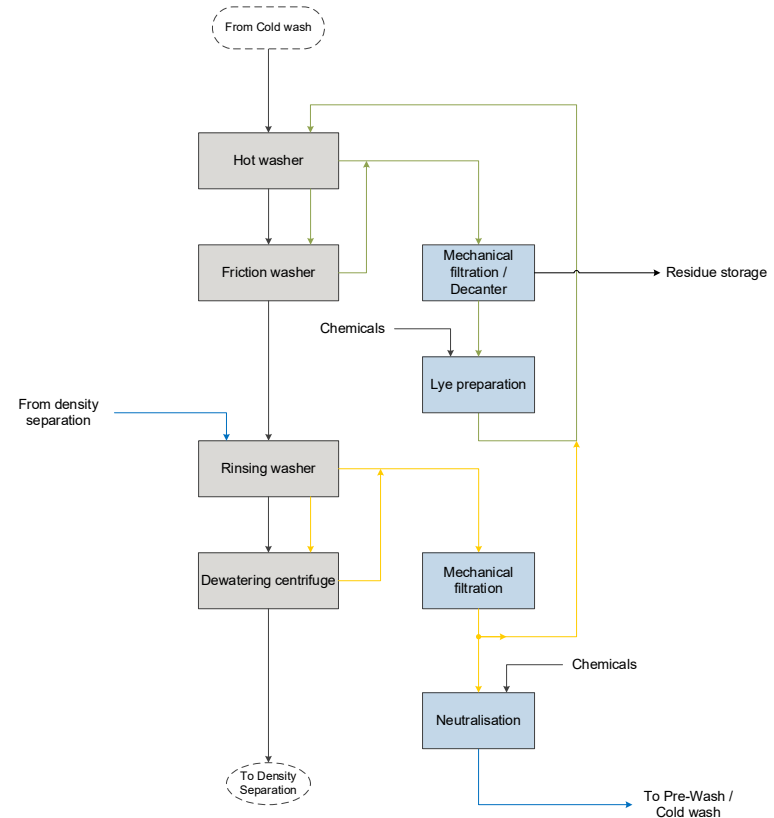 From Cold wash
Hot washer
Friction washer
Mechanical
filtration /
Decanter
Residue storage
Chemicals
Lye preparation
From density
separation
Rinsing washer
Dewatering centrifuge
Mechanical
filtration
Chemicals
Neutralisation
To Density
Separation
To Pre-Wash /
Cold wash